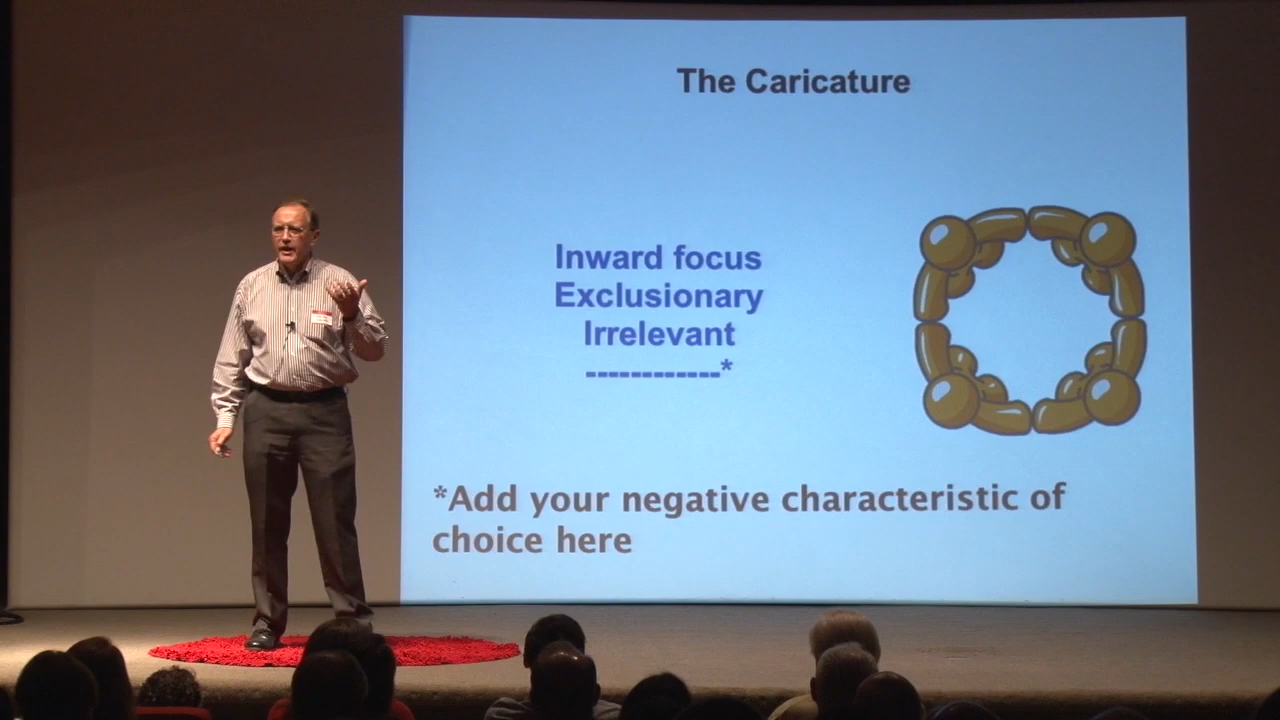 The Caricature
Inward focus
Exclusionary
Irrelevant
------------*
*Add your negative characteristic of
choice here